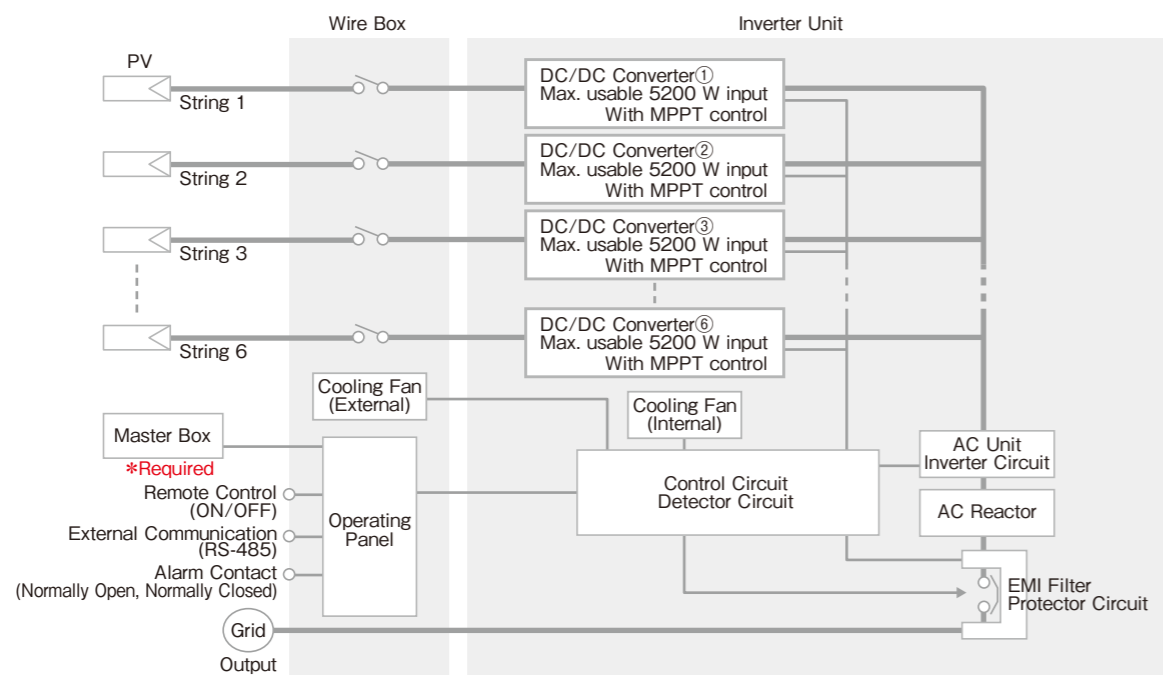 Wire Box
Inverter Unit
PV
String 1
DC/DC Converter①
Max. usable 5200 W input
With MPPT control
String 2
DC/DC Converter②
Max. usable 5200 W input
With MPPT control
String 3
DC/DC Converter③
Max. usable 5200 W input
With MPPT control
String 6
DC/DC Converter⑥
Max. usable 5200 W input
With MPPT control
Cooling Fan
(External)
Cooling Fan
(Internal)
Master Box
*Required
Remote Control
(ON/OFF)
External Communication
(RS-485)
Alarm Contact
(Normally Open, Normally Closed)
Operating
Panel
Control Circuit
Detector Circuit
AC Unit
Inverter Circuit
AC Reactor
EMI Filter
Protector Circuit
Grid
Output